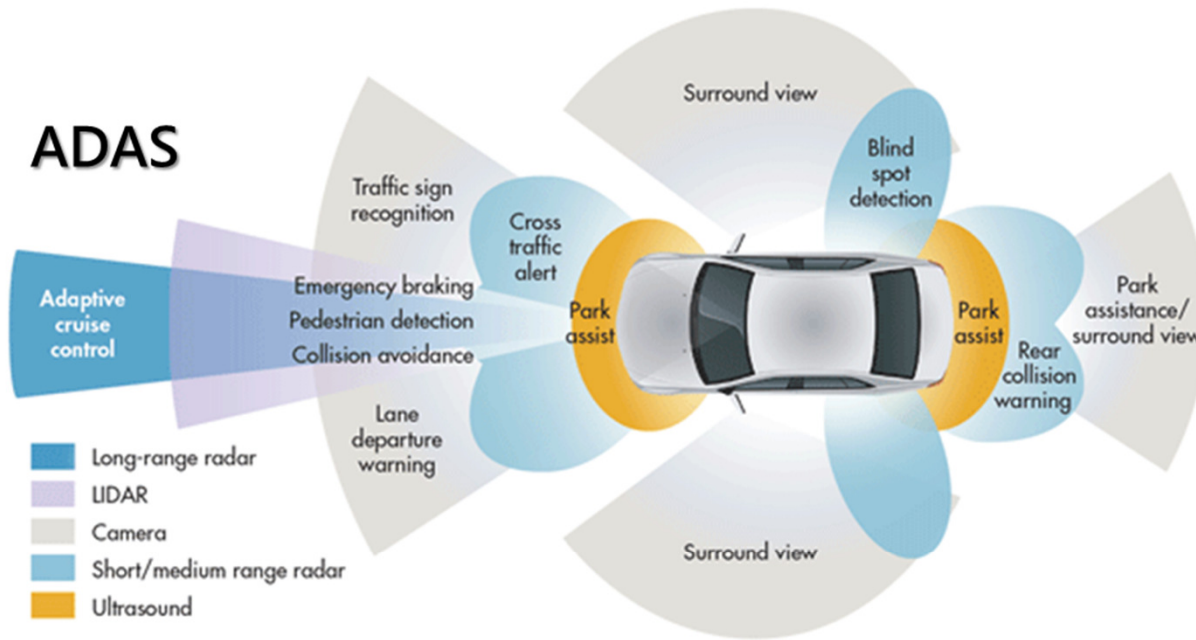 ADAS
Surround view
Blind
spot
detection
Traffic sign
recognition
Cross
traffic
alert
Emergency braking
Pedestrian detection
Collision avoidance
Adaptive
cruise
control
Park
assist
Park
assist
Park
assistance/
surround view
Rear
collision
warning
Lane
departure
warning
Surround view
Long-range radar
LIDAR
Camera
Short/medium range radar
Ultrasound